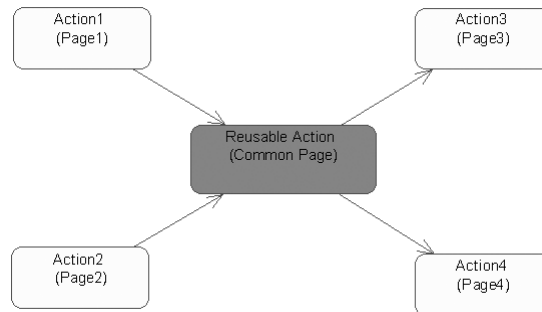 Action1
(Page1)
Action3
(Page3)
Reusable Action
(Common Page)
Action2
(Page2)
Action4
(Page4)